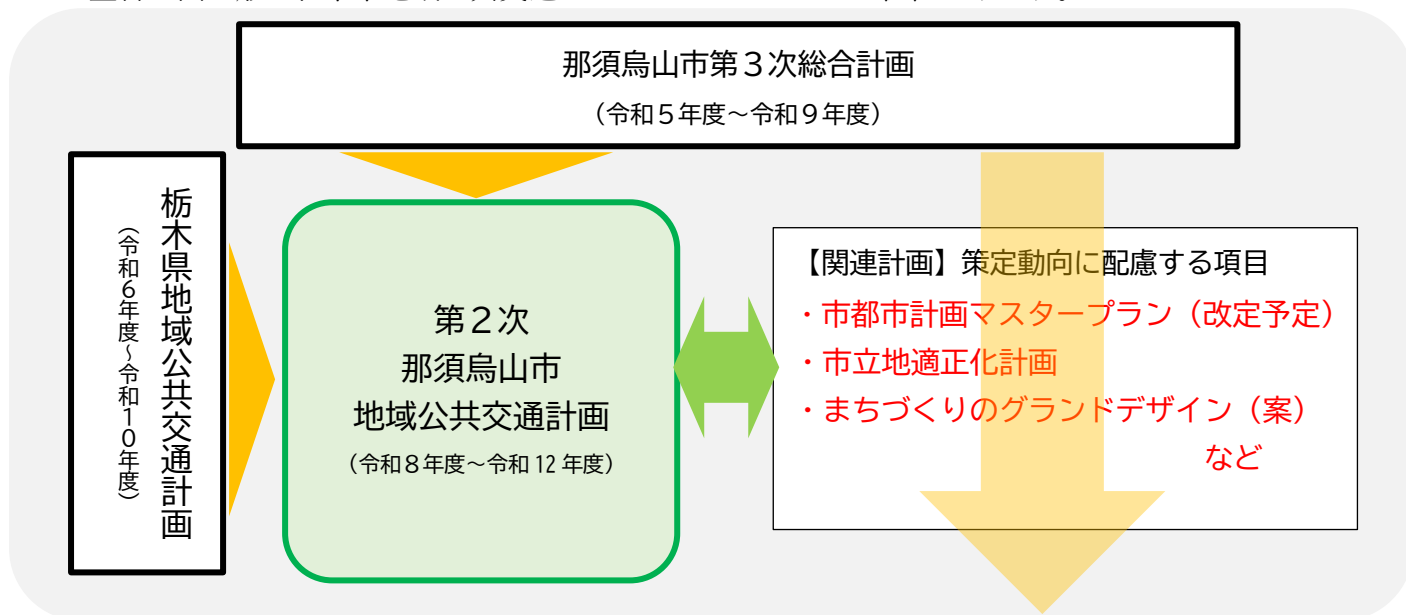 那須烏山市第３次総合計画
（令和５年度～令和９年度）
栃木県地域公共交通計画
（令和６年度～令和１０年度）
第２次
那須烏山市
地域公共交通計画
（令和８年度～令和 12 年度）
【関連計画】策定動向に配慮する項目
・市都市計画マスタープラン（改定予定）
・市立地適正化計画
・まちづくりのグランドデザイン（案）
など